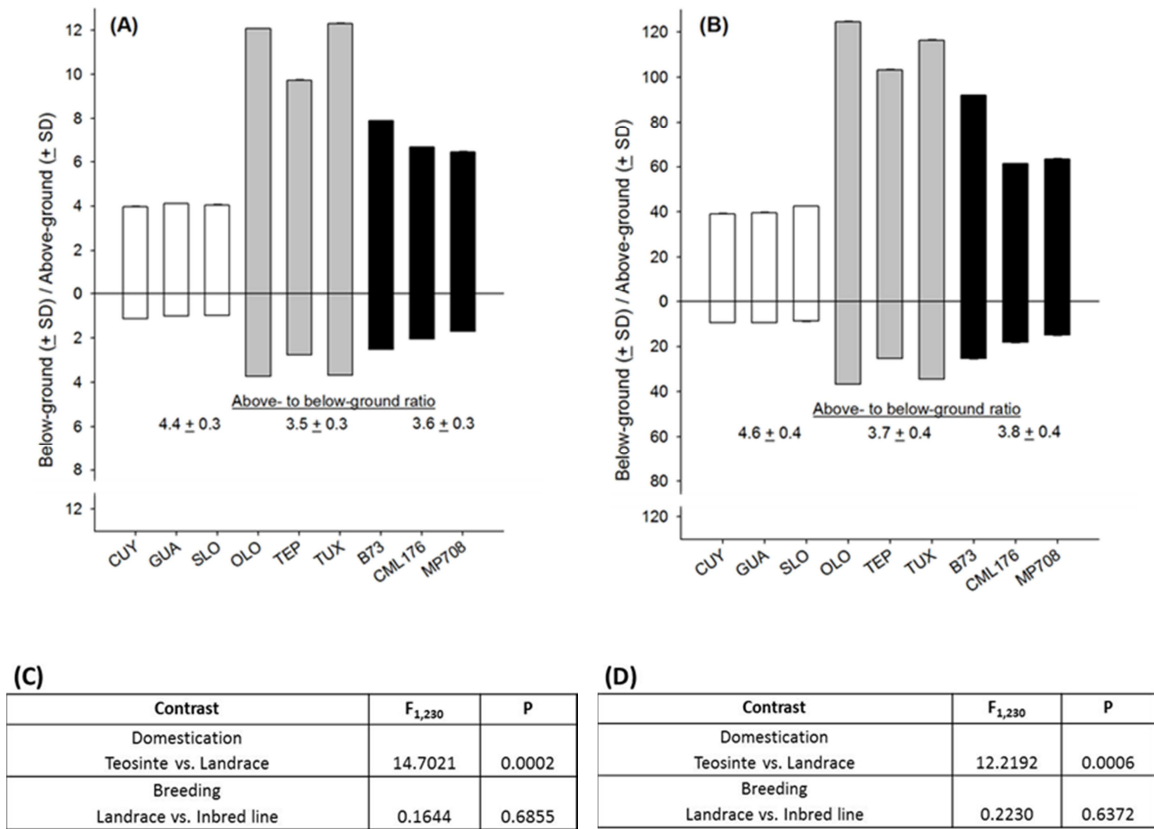 (A)
Below-ground (± SD) / Above-ground (± SD)
12
10
8
6
4
2
0
2
4
6
8
12
Above- to below-ground ratio
4.4 ± 0.3 3.5 ± 0.3 3.6 ± 0.3
CUY GUA SLO OLO TEP TUX B73 CML176 MP708
(B)
Below-ground (± SD) / Above-ground (± SD)
120
100
80
60
40
20
0
20
40
60
80
120
Above- to below-ground ratio
4.6 ± 0.4 3.7 ± 0.4 3.8 ± 0.4
CUY GUA SLO OLO TEP TUX B73 CML176 MP708
(C)
Contrast F1,230 P
Domestication
Teosinte vs. Landrace 14.7021 0.0002
Breeding
Landrace vs. Inbred line 0.1644 0.6855
(D)
Contrast F1,230 P
Domestication
Teosinte vs. Landrace 12.2192 0.0006
Breeding
Landrace vs. Inbred line 0.2230 0.6372